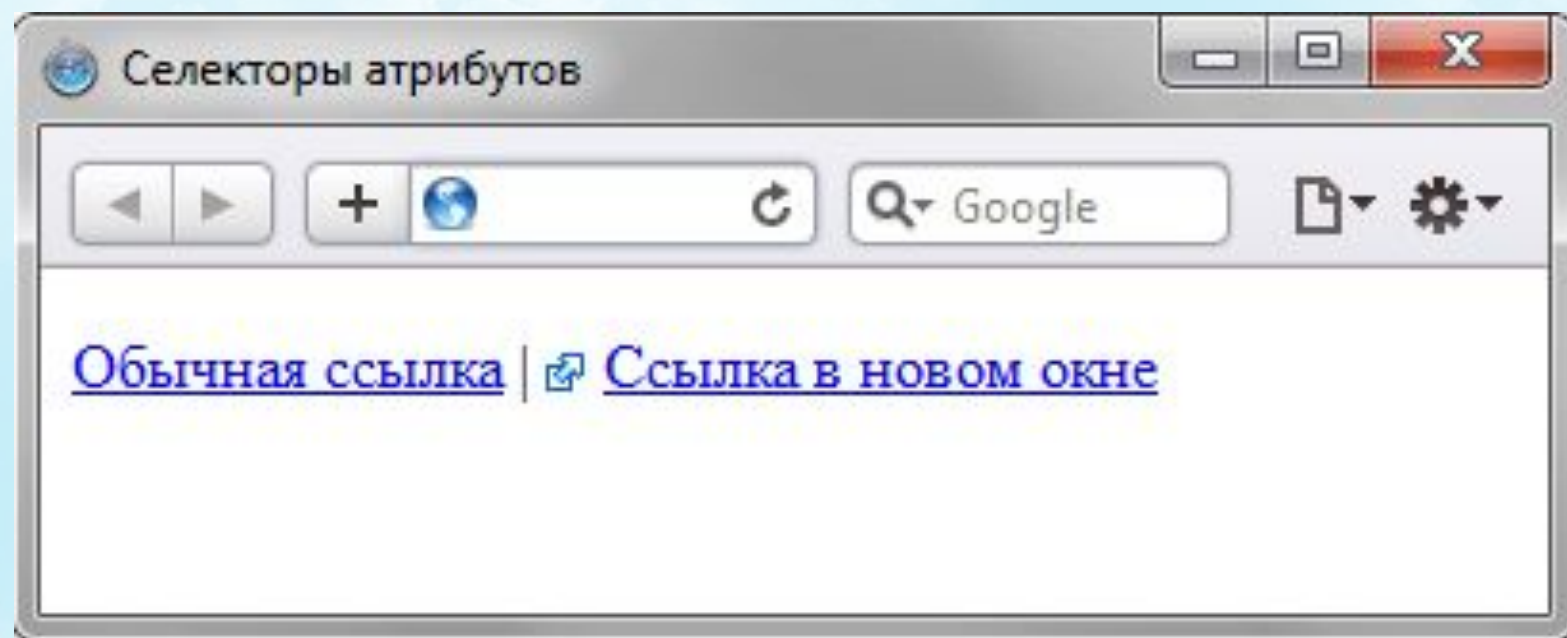 Селекторы атрибутов
Google
Обычная ссылка | Ссылка в новом окне